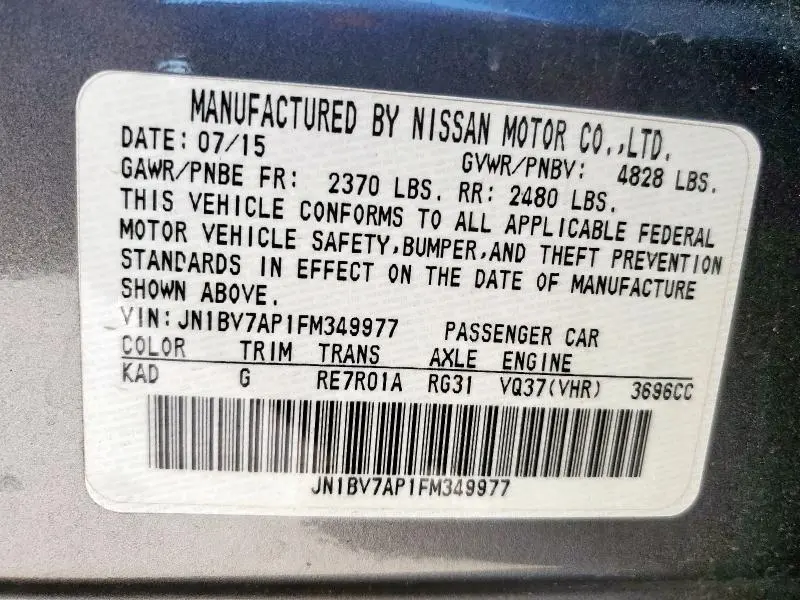 MANUFACTURED BY NISSAN MOTOR CO.,LTD.
DATE: 07/15 GVWR/PNBV: 4828 LBS.
GAWR/PNBE FR: 2370 LBS. RR: 2480 LBS.
THIS VEHICLE CONFORMS TO ALL APPLICABLE FEDERAL
MOTOR VEHICLE SAFETY,BUMPER,AND THEFT PREVENTION
STANDARDS IN EFFECT ON THE DATE OF MANUFACTURE
SHOWN ABOVE.
VIN: JN1BV7AP1FM349977 PASSENGER CAR
COLOR TRIM TRANS AXLE ENGINE
KAD G RE7R01A RG31 VQ37(VHR) 3696CC
JN1BV7AP1FM349977